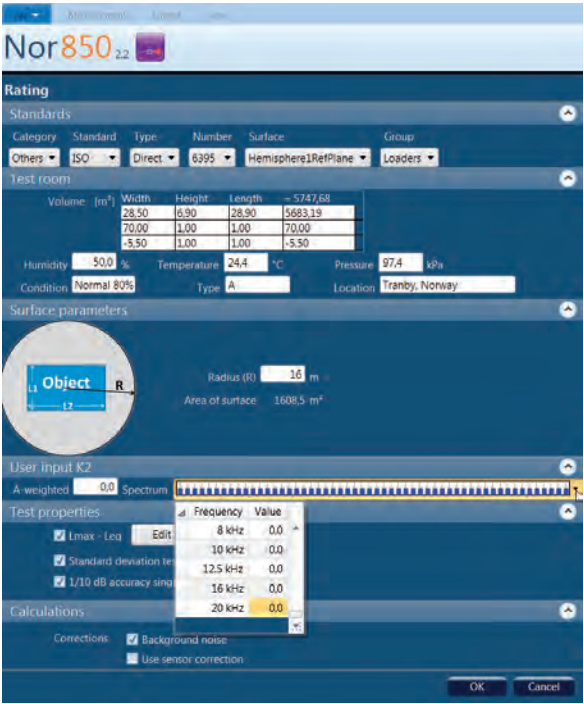 Nor850 2.2
Rating
Standards
Category Standard Type Number Surface Group
Others ISO Direct 6395 Hemisphere1RefPlane Loaders
Test room
Volume [m³] Width Height Length = 5747,68
28,50 6,90 28,90 5683,19
70,00 1,00 1,00 70,00
-5,50 1,00 1,00 -5,50
Humidity 50,0 % Temperature 24,4 °C Pressure 97,4 kPa
Condition Normal 80% Type A Location Tranby, Norway
Surface parameters
Object R L1 L2
Radius (R) 16 m
Area of surface 1608,5 m²
User input K2
A-weighted 0,0 Spectrum
Test properties
Frequency Value
Lmax - Leq Edit
8 kHz 0,0
10 kHz 0,0
Standard deviation
12.5 kHz 0,0
1/10 dB accuracy
16 kHz 0,0
20 kHz 0,0
Calculations
Corrections Background noise
Use sensor correction
OK Cancel